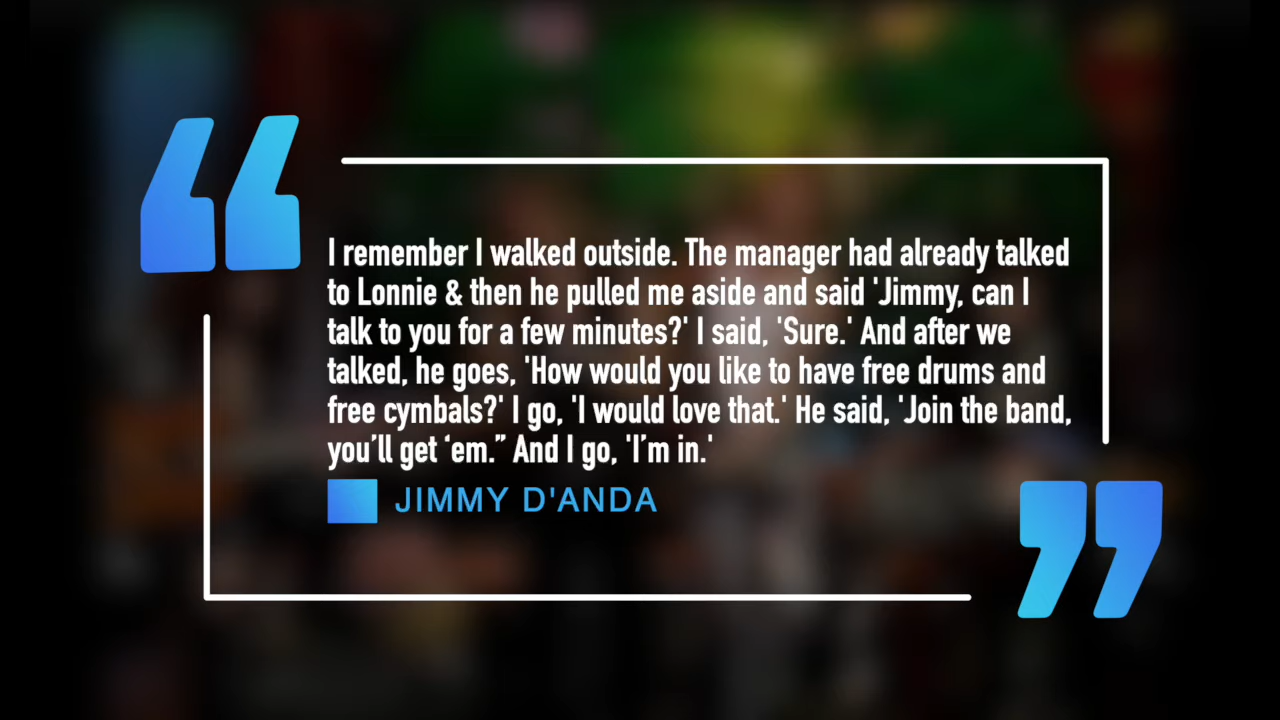 I remember I walked outside. The manager had already talked
to Lonnie & then he pulled me aside and said 'Jimmy, can I
talk to you for a few minutes?' I said, 'Sure.' And after we
talked, he goes, 'How would you like to have free drums and
free cymbals?' I go, 'I would love that.' He said, 'Join the band,
you’ll get ‘em.” And I go, 'I’m in.'
JIMMY D'ANDA